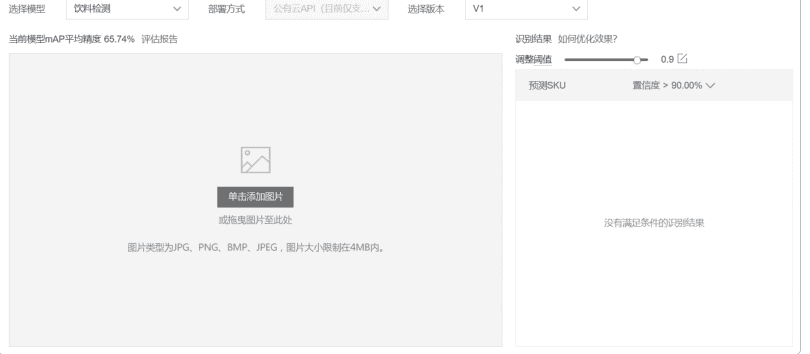 选择模型 饮料检测 部署方式 公有云API（目前仅支... 选择版本 V1
当前模型mAP平均精度 65.74% 评估报告
识别结果 如何优化效果?
调整阈值 0.9
预测SKU 置信度 > 90.00%
单击添加图片
或拖曳图片至此处
图片类型为JPG、PNG、BMP、JPEG，图片大小限制在4MB内。
没有满足条件的识别结果